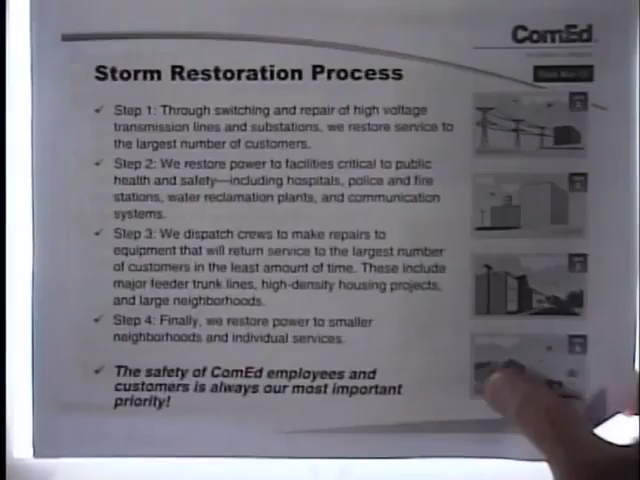 ComEd
Storm Restoration Process
✓ Step 1: Through switching and repair of high voltage
transmission lines and substations, we restore service to
the largest number of customers.
✓ Step 2: We restore power to facilities critical to public
health and safety—including hospitals, police and fire
stations, water reclamation plants, and communication
systems.
✓ Step 3: We dispatch crews to make repairs to
equipment that will return service to the largest number
of customers in the least amount of time. These include
major feeder trunk lines, high-density housing projects,
and large neighborhoods.
✓ Step 4: Finally, we restore power to smaller
neighborhoods and individual services.
✓ The safety of ComEd employees and
customers is always our most important
priority!